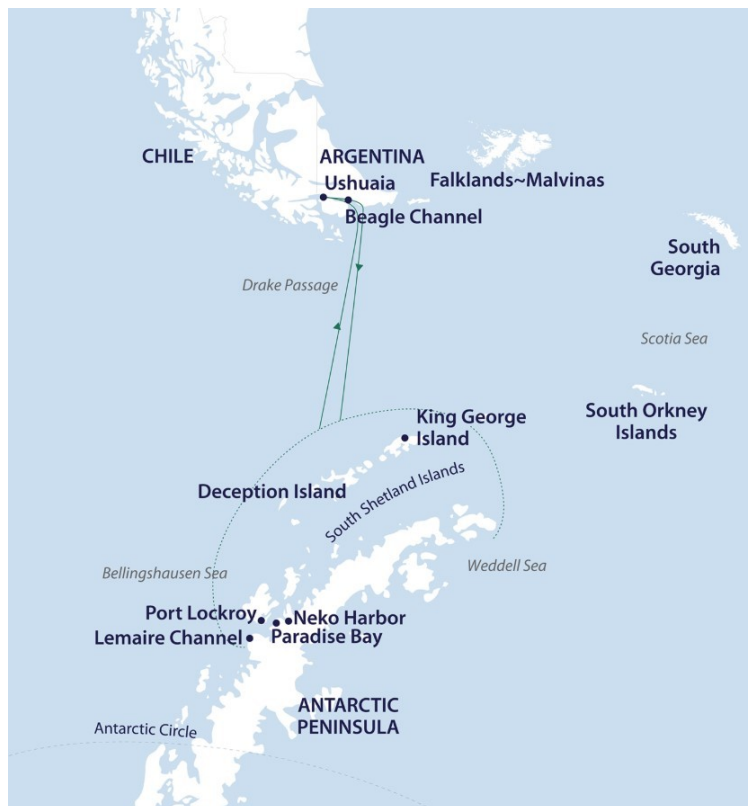 CHILE
ARGENTINA
Ushuaia
Falklands~Malvinas
Beagle Channel
South
Georgia
Drake Passage
Scotia Sea
King George
Island
South Orkney
Islands
Deception Island
South Shetland Islands
Bellingshausen Sea
Weddell Sea
Port Lockroy
Neko Harbor
Lemaire Channel
Paradise Bay
ANTARCTIC
PENINSULA
Antarctic Circle